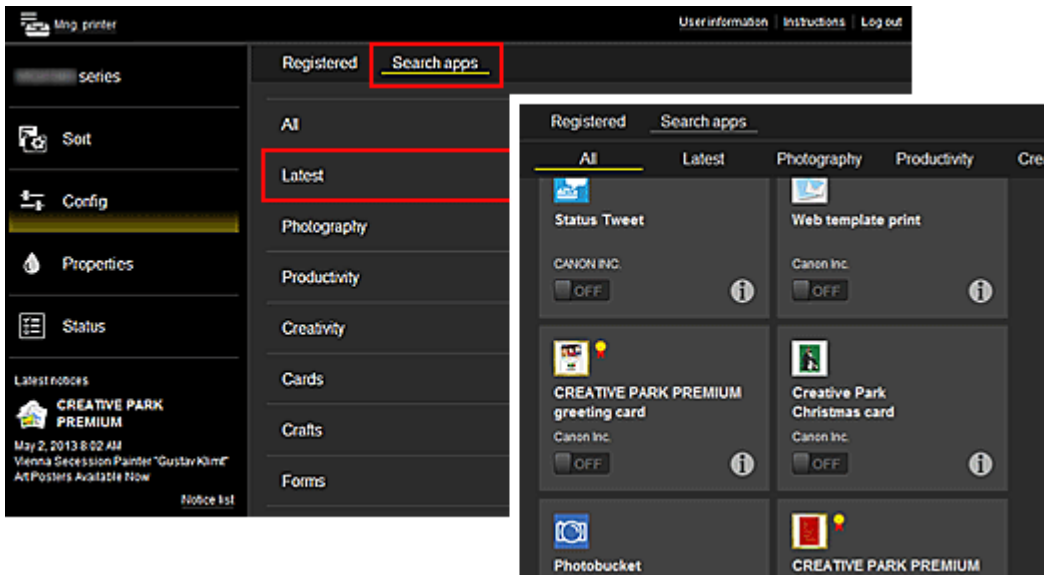 Mng. printer
User information
Instructions
Log out
series
Sort
Config
Properties
Status
Latest notices
CREATIVE PARK
PREMIUM
May 2, 2013 8:02 AM
Vienna Secession Painter "Gustav Klimt"
Art Posters Available Now
Notice list
Registered
Search apps
All
Latest
Photography
Productivity
Creativity
Cards
Crafts
Forms
Registered
Search apps
All
Latest
Photography
Productivity
Cre
Status Tweet
CANON INC.
OFF
Web template print
Canon Inc.
OFF
CREATIVE PARK PREMIUM
greeting card
Canon Inc.
OFF
Creative Park
Christmas card
Canon Inc.
OFF
Photobucket
CREATIVE PARK PREMIUM